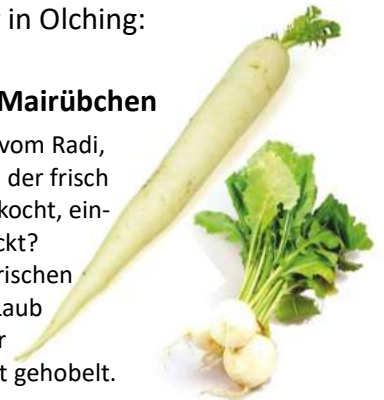 in Olching:
Mairübchen
vom Radi,
der frisch
kocht, ein-
ckt?
rischen
Laub
r
t gehobelt.